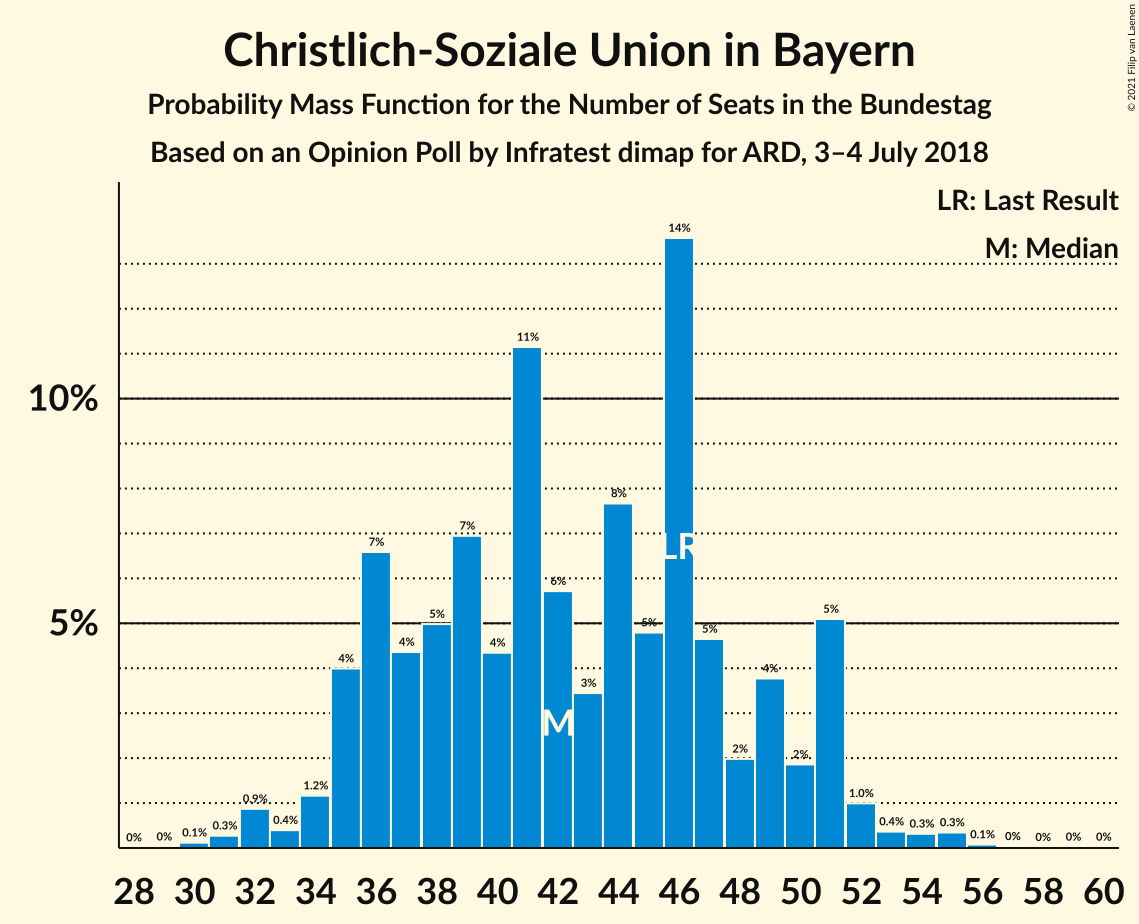 Christlich-Soziale Union in Bayern
Probability Mass Function for the Number of Seats in the Bundestag
Based on an Opinion Poll by Infratest dimap for ARD, 3–4 July 2018
© 2021 Filip van Laenen
LR: Last Result
M: Median
10%
5%
0% 0% 0.1% 0.3% 0.9% 0.4% 1.2% 4% 7% 4% 5% 7% 4% 11% 6% 3% 8% 5% 14% 5% 2% 4% 2% 5% 1.0% 0.4% 0.3% 0.3% 0.1% 0% 0% 0% 0%
LR
M
28 30 32 34 36 38 40 42 44 46 48 50 52 54 56 58 60